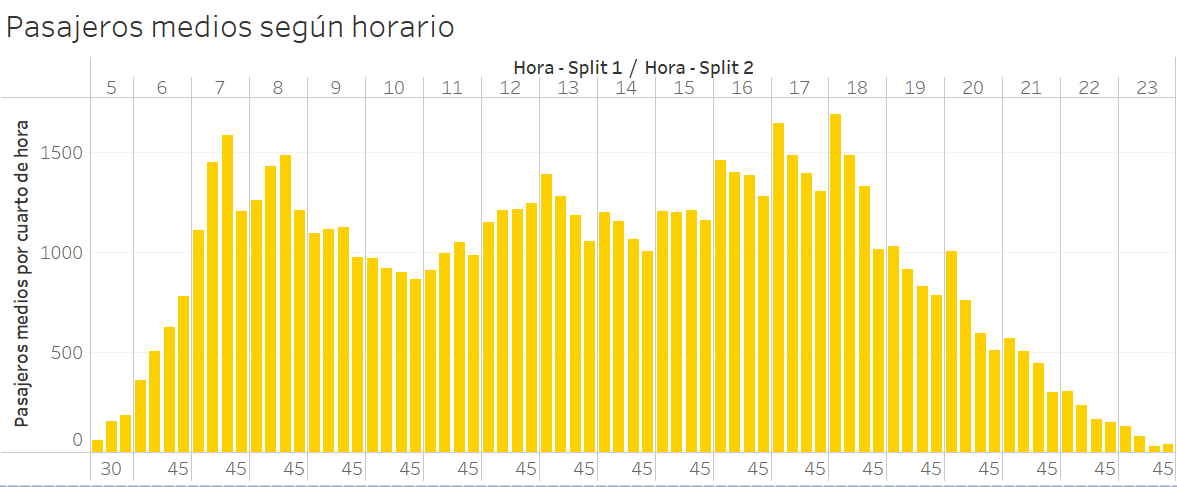 Pasajeros medios según horario
Hora - Split 1 / Hora - Split 2
5 6 7 8 9 10 11 12 13 14 15 16 17 18 19 20 21 22 23
Pasajeros medios por cuarto de hora
1500
1000
500
0
30 45 45 45 45 45 45 45 45 45 45 45 45 45 45 45 45 45 45